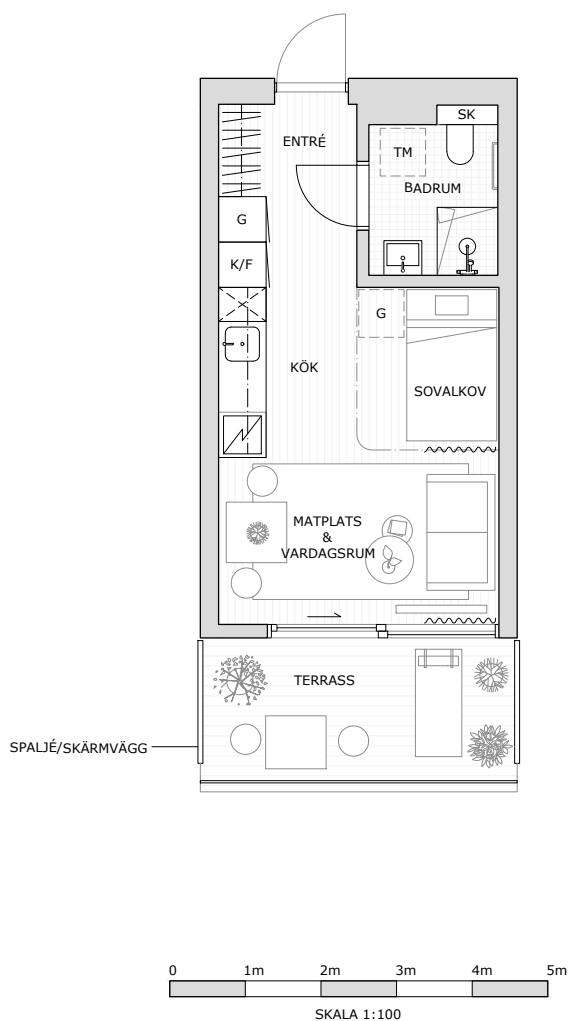 SK
ENTRÉ
TM
BADRUM
G
K/F
G
KÖK
SOVALKOV
MATPLATS
&
VARDAGSRUM
TERRASS
SPALJÉ/SKÄRMVÄGG
0 1m 2m 3m 4m 5m
SKALA 1:100